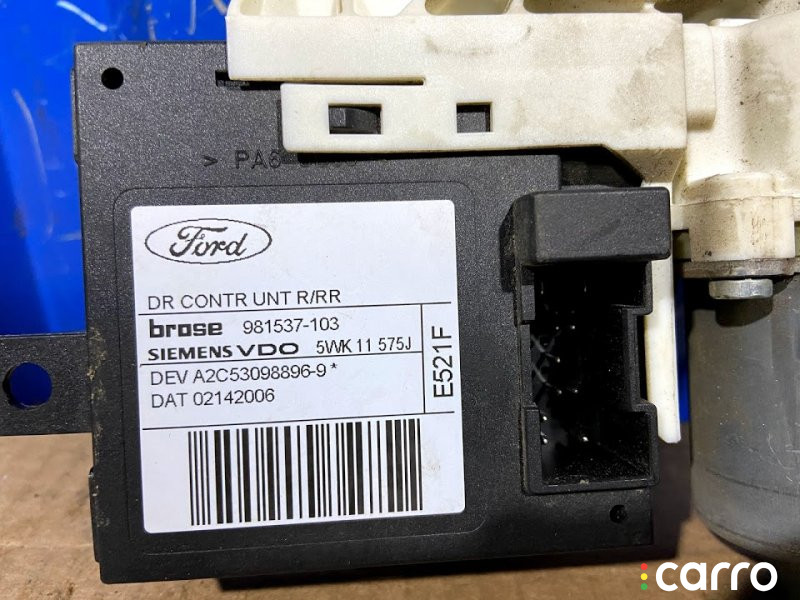 > PA6
Ford
DR CONTR UNT R/RR
brose 981537-103
SIEMENS VDO 5WK 11 575J
DEV A2C53098896-9 *
DAT 02142006
E521F
carro